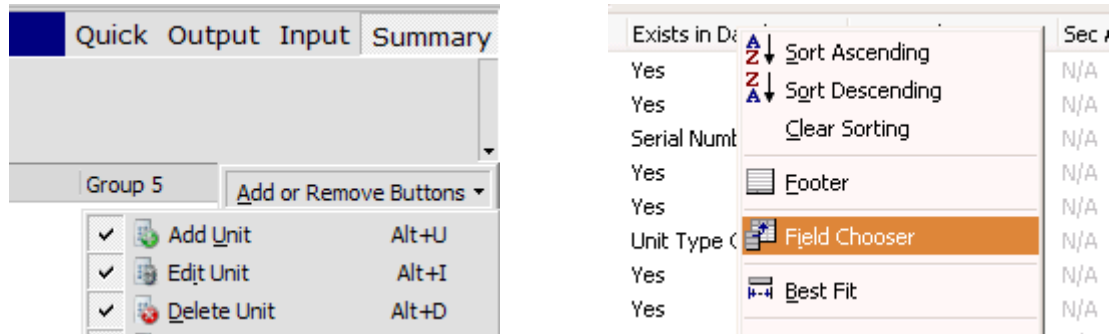 Quick Output Input Summary
Group 5
Add or Remove Buttons
Add Unit Alt+U
Edit Unit Alt+I
Delete Unit Alt+D
Exists in
Sec
Yes
N/A
Yes
N/A
Serial
N/A
Yes
N/A
Yes
N/A
Unit Type
N/A
Yes
N/A
Yes
N/A
Sort Ascending
Sort Descending
Clear Sorting
Footer
Field Chooser
Best Fit